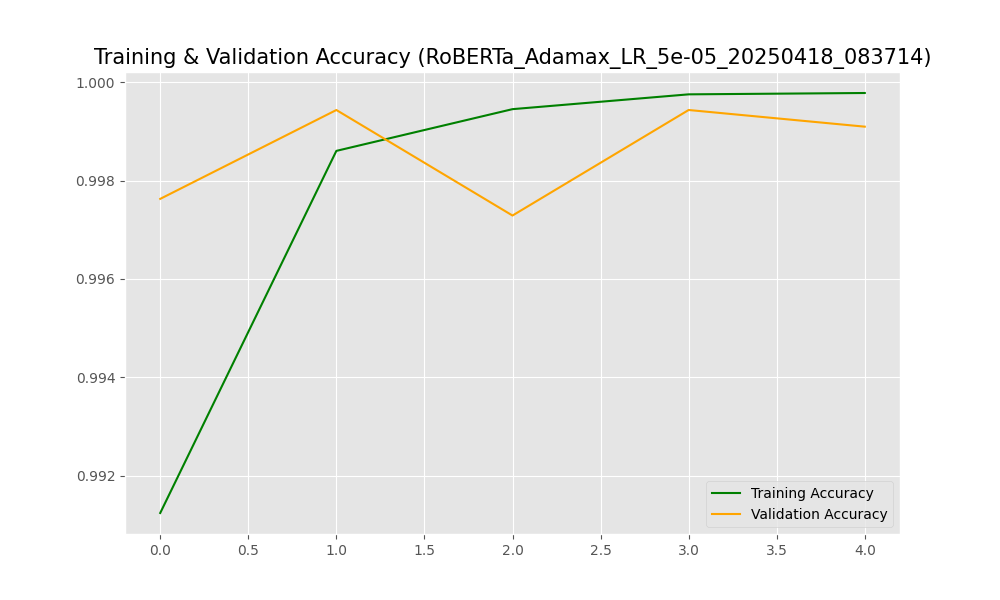 Training & Validation Accuracy (RoBERTa_Adamax_LR_5e-05_20250418_083714)
1.000
0.998
0.996
0.994
0.992
0.0 0.5 1.0 1.5 2.0 2.5 3.0 3.5 4.0
Training Accuracy
Validation Accuracy